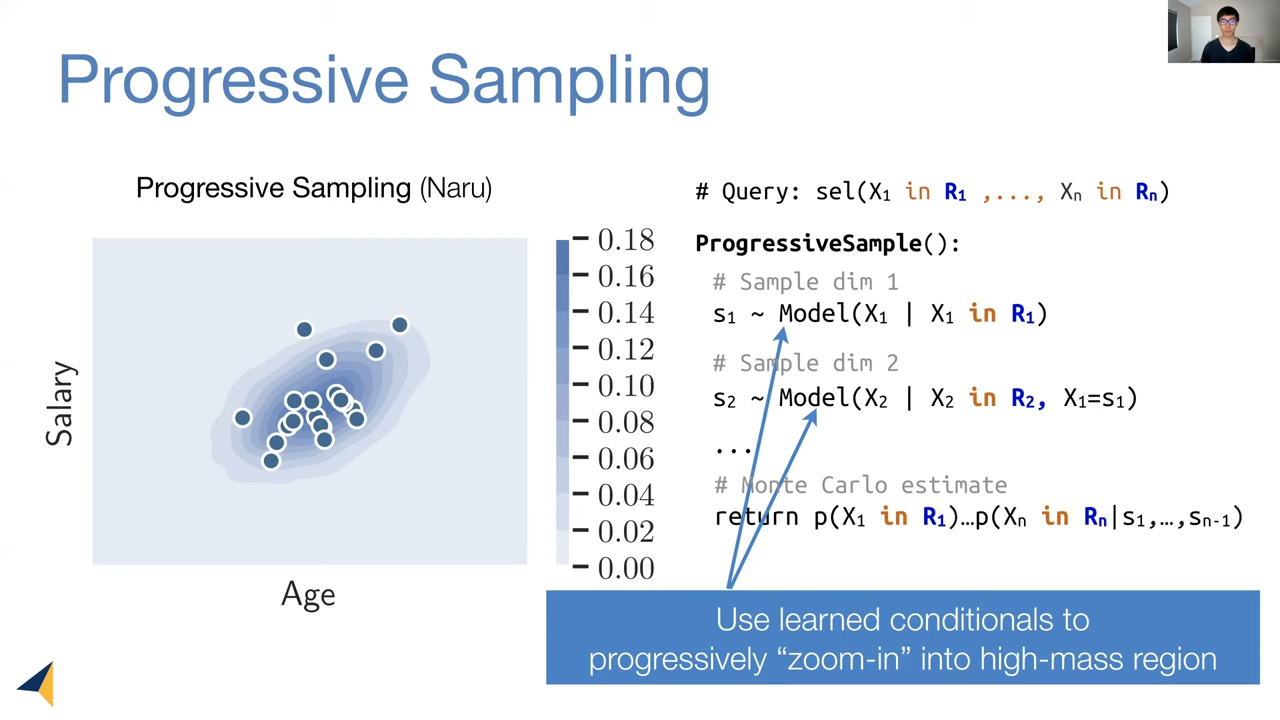 Progressive Sampling
Progressive Sampling (Naru)
0.18
0.16
0.14
0.12
0.10
0.08
0.06
0.04
0.02
0.00
Salary
Age
# Query: sel(X₁ in R₁ ,..., Xₙ in Rₙ)
ProgressiveSample():
# Sample dim 1
s₁ ~ Model(X₁ | X₁ in R₁)
# Sample dim 2
s₂ ~ Model(X₂ | X₂ in R₂, X₁=s₁)
...
# Monte Carlo estimate
return p(X₁ in R₁)…p(Xₙ in Rₙ|s₁,…,sₙ₋₁)
Use learned conditionals to
progressively “zoom-in” into high-mass region